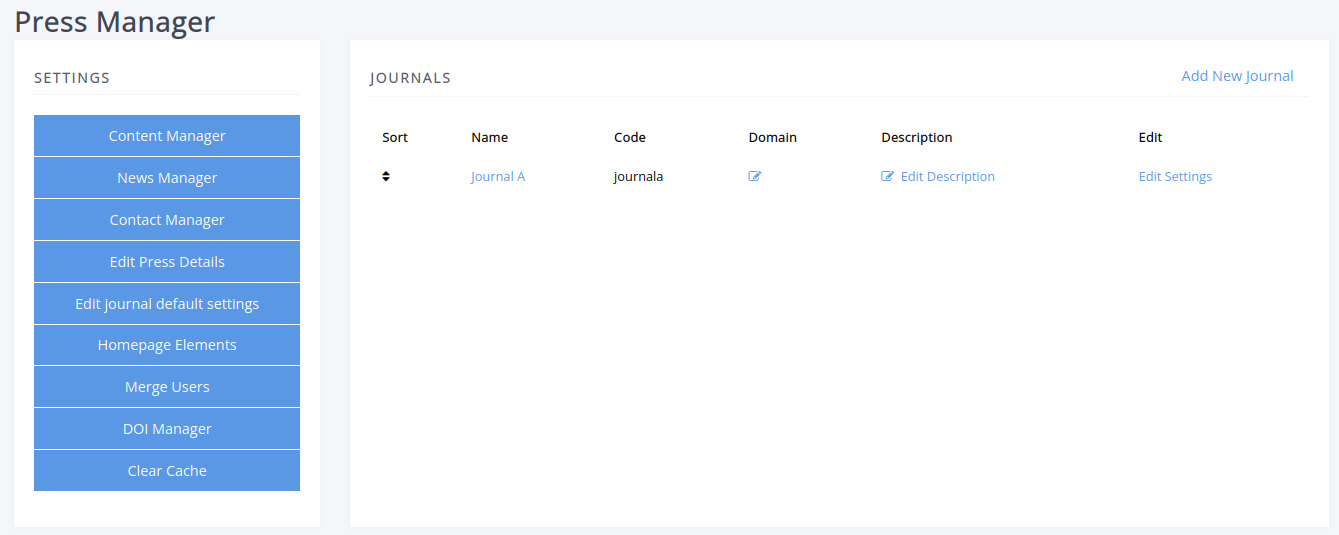 Press Manager
SETTINGS
Content Manager
News Manager
Contact Manager
Edit Press Details
Edit journal default settings
Homepage Elements
Merge Users
DOI Manager
Clear Cache
JOURNALS Add New Journal
Sort Name Code Domain Description Edit
Journal A journala Edit Description Edit Settings